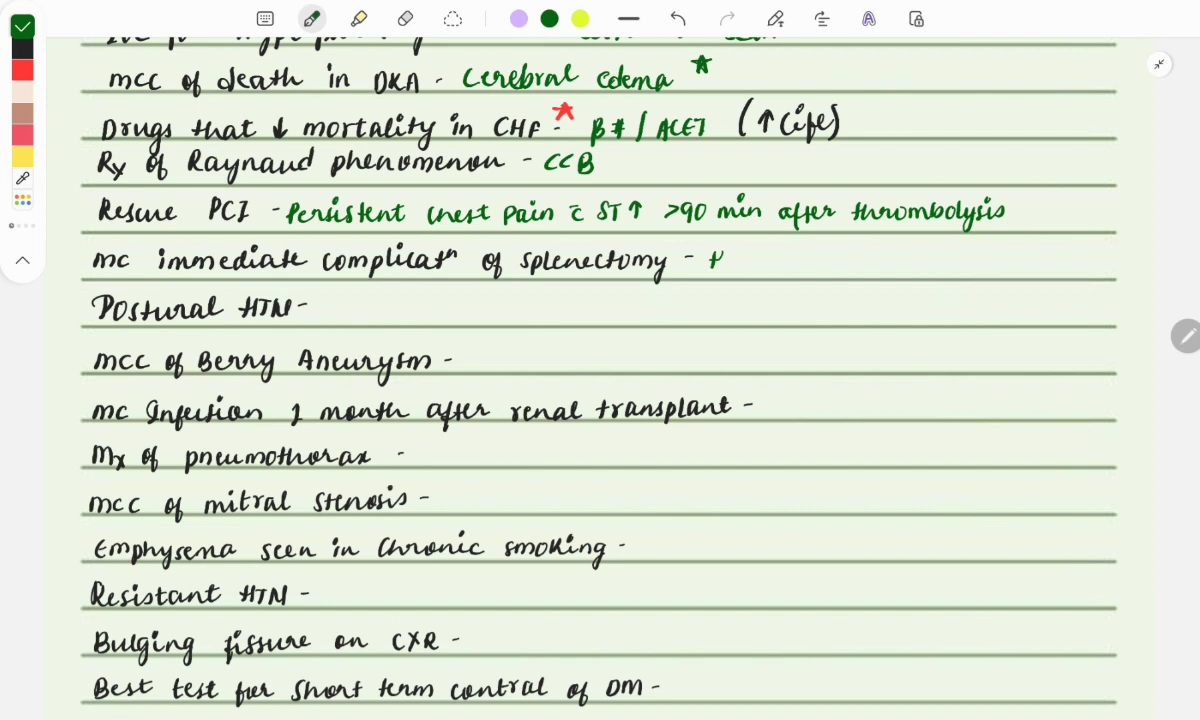 mcc of death in DKA - Cerebral edema ★
Drugs that ↓ mortality in CHF - ★ β# / ACEI (↑ life)
Rx of Raynaud phenomenon - CCB
Rescue PCI - Persistent chest pain c̄ ST↑ >90 min after thrombolysis
mc immediate complicatⁿ of splenectomy -
Postural HTN -
mcc of Berry Aneurysm -
mc Infection 1 month after renal transplant -
Mx of pneumothorax -
mcc of mitral stenosis -
Emphysema seen in Chronic smoking -
Resistant HTN -
Bulging fissure on CXR -
Best test for short term control of DM -